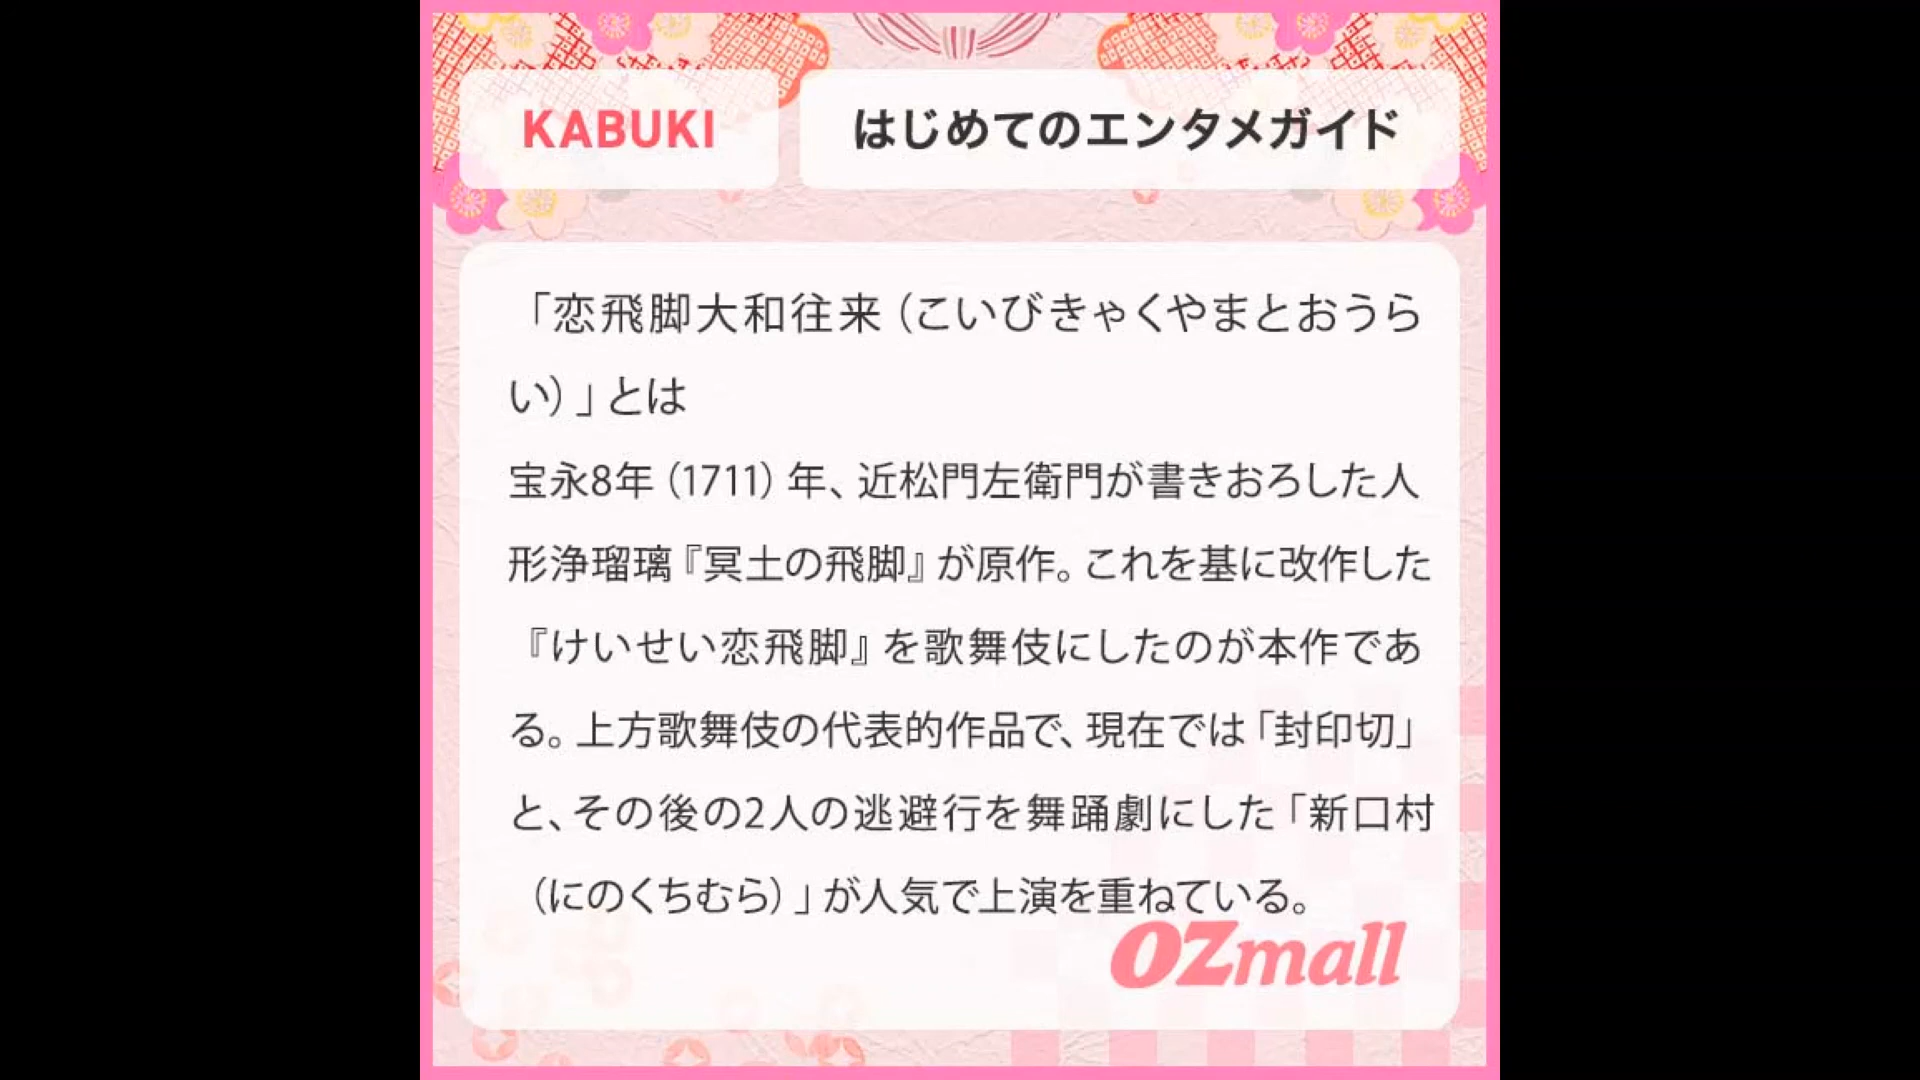 KABUKI
はじめてのエンタメガイド
「恋飛脚大和往来（こいびきゃくやまとおうら
い）」とは
宝永8年（1711）年、近松門左衛門が書きおろした人
形浄瑠璃『冥土の飛脚』が原作。これを基に改作した
『けいせい恋飛脚』を歌舞伎にしたのが本作であ
る。上方歌舞伎の代表的作品で、現在では「封印切」
と、その後の2人の逃避行を舞踊劇にした「新口村
（にのくちむら）」が人気で上演を重ねている。
OZmall